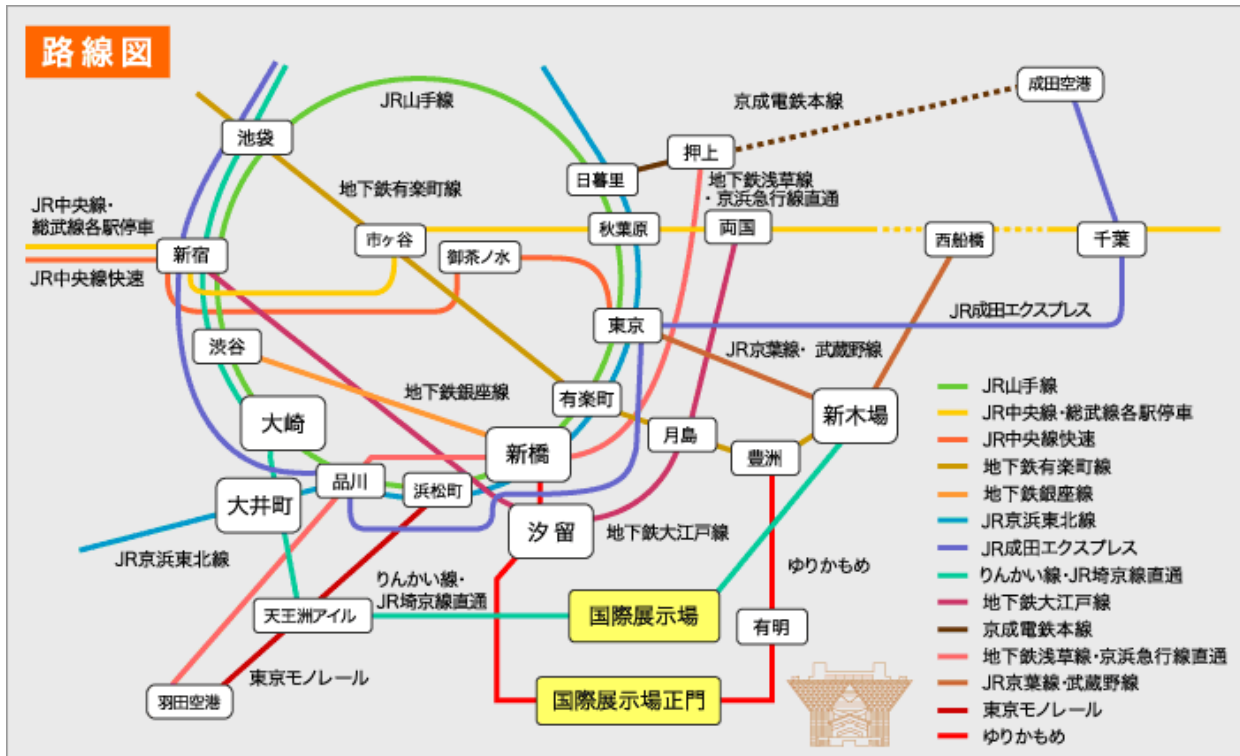 路線図
成田空港
JR山手線
京成電鉄本線
池袋
押上
日暮里
地下鉄有楽町線
地下鉄浅草線
・京浜急行線直通
JR中央線・
総武線各駅停車
市ヶ谷
秋葉原
両国
西船橋
千葉
新宿
御茶ノ水
JR中央線快速
JR成田エクスプレス
東京
渋谷
JR京葉線・武蔵野線
地下鉄銀座線
有楽町
新木場
大崎
月島
新橋
豊洲
品川
浜松町
大井町
汐留
地下鉄大江戸線
JR京浜東北線
りんかい線・
JR埼京線直通
ゆりかもめ
天王洲アイル
国際展示場
有明
東京モノレール
羽田空港
国際展示場正門
JR山手線
JR中央線・総武線各駅停車
JR中央線快速
地下鉄有楽町線
地下鉄銀座線
JR京浜東北線
JR成田エクスプレス
りんかい線・JR埼京線直通
地下鉄大江戸線
京成電鉄本線
地下鉄浅草線・京浜急行線直通
JR京葉線・武蔵野線
東京モノレール
ゆりかもめ